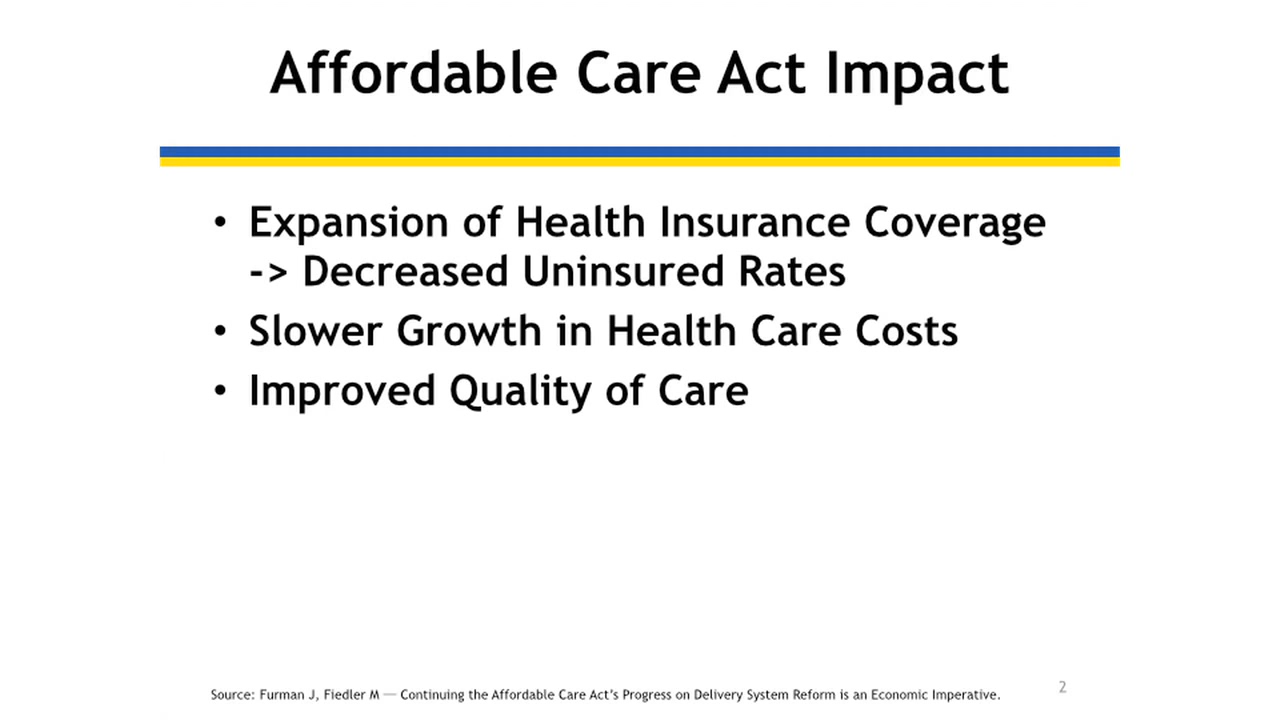 Affordable Care Act Impact
• Expansion of Health Insurance Coverage
-> Decreased Uninsured Rates
• Slower Growth in Health Care Costs
• Improved Quality of Care
Source: Furman J, Fiedler M — Continuing the Affordable Care Act’s Progress on Delivery System Reform is an Economic Imperative.
2